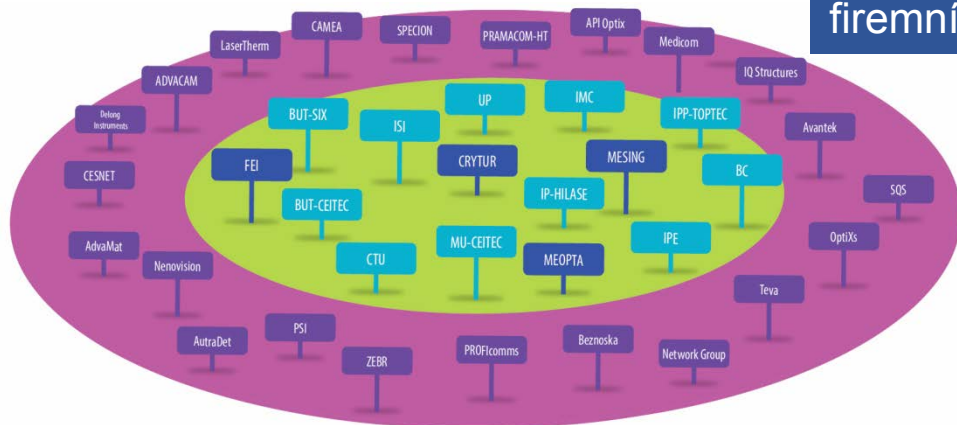 firemní
API Optix
CAMEA
SPECION
PRAMACOM-HT
Medicom
LaserTherm
IQ Structures
ADVACAM
UP
IMC
BUT-SIX
IPP-TOPTEC
Delong
Instruments
ISI
Avantek
CRYTUR
MESING
FEI
BC
CESNET
IP-HILASE
SQS
BUT-CEITEC
IPE
OptiXs
MU-CEITEC
AdvaMat
CTU
MEOPTA
Nenovision
Teva
PSI
AutraDet
Beznoska
PROFIcomms
Network Group
ZEBR